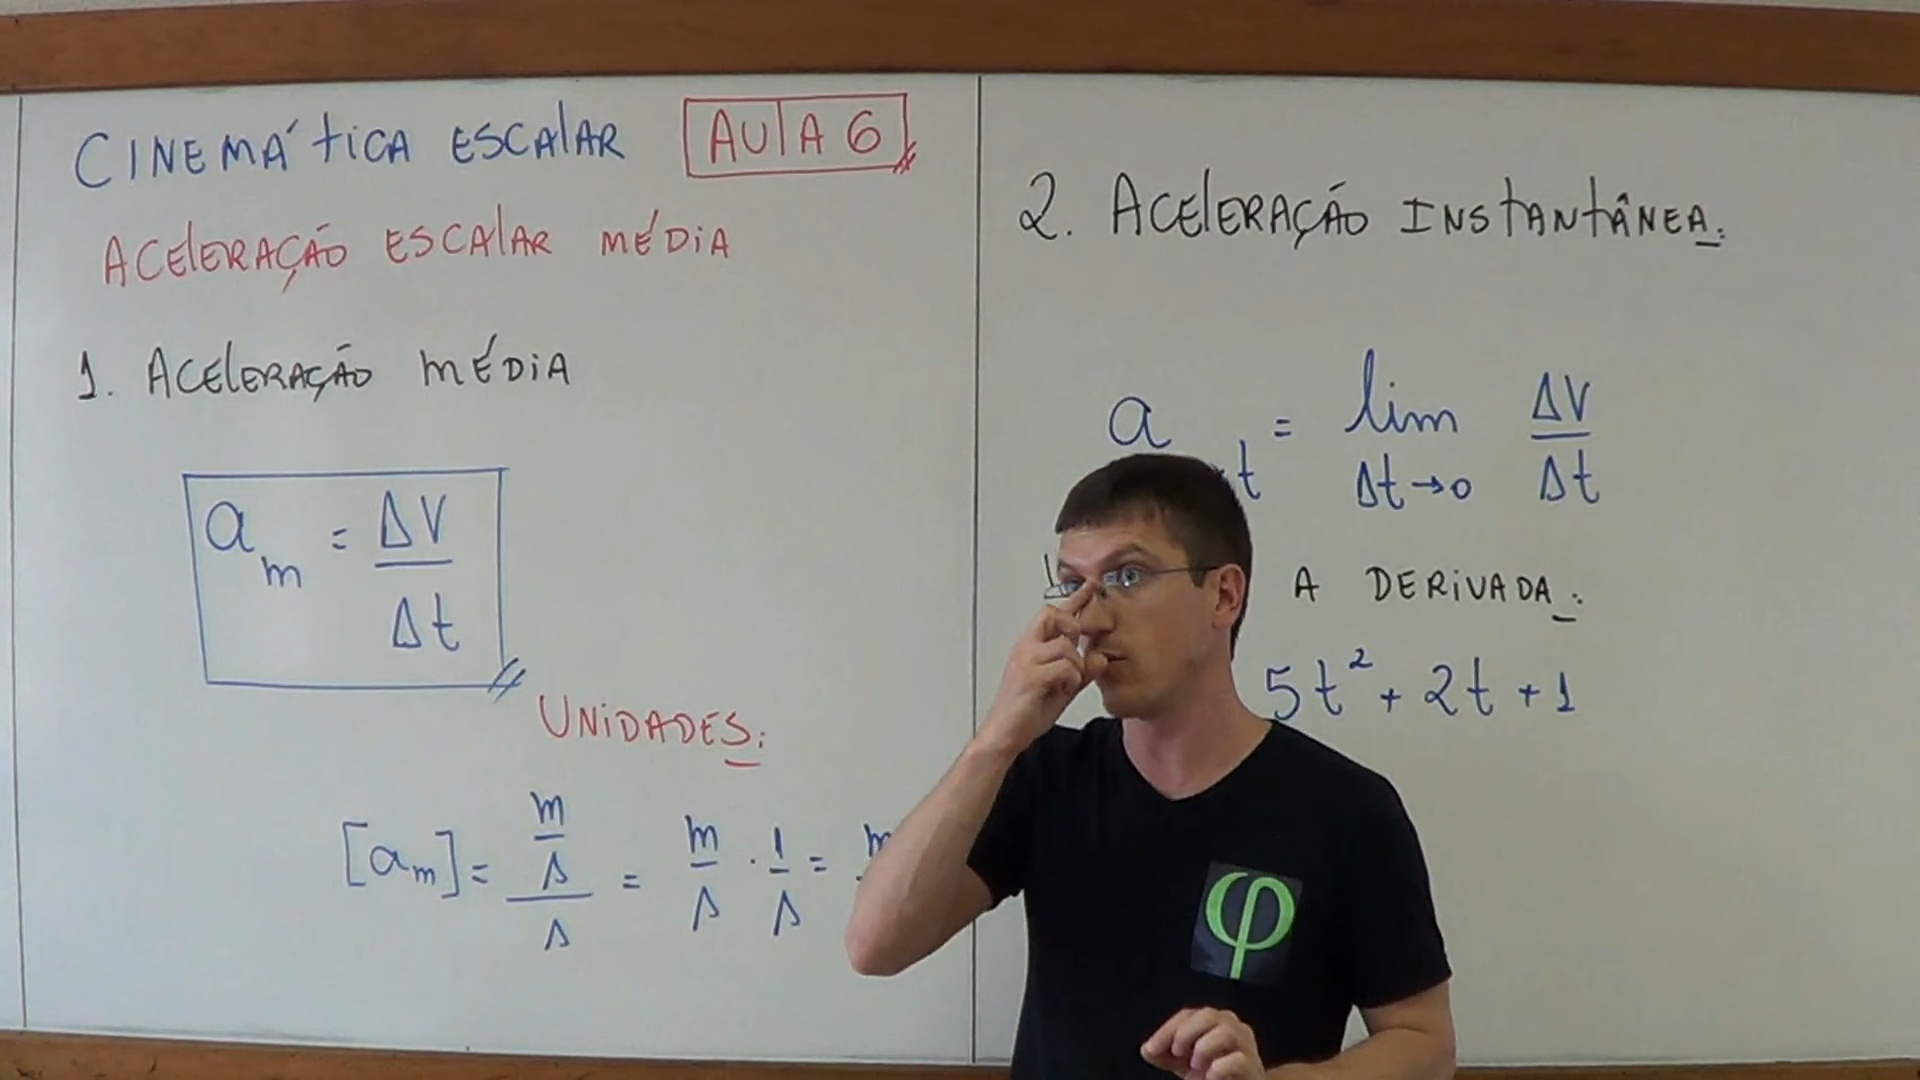 CINEMÁTICA ESCALAR AULA 6
ACELERAÇÃO ESCALAR MÉDIA
1. ACELERAÇÃO MÉDIA
a_m = ΔV/Δt
UNIDADES:
[a_m] = (m/s)/s = m/s · 1/s =
2. ACELERAÇÃO INSTANTÂNEA:
a t = lim Δt→0 ΔV/Δt
A DERIVADA:
5t² + 2t + 1
φ